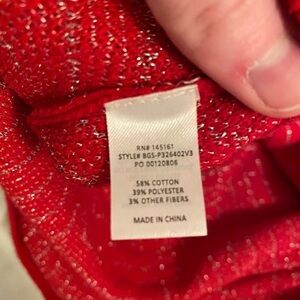 RN# 145161
STYLE# BGS-P326402V3
PO 00120806
58% COTTON
39% POLYESTER
3% OTHER FIBERS
MADE IN CHINA